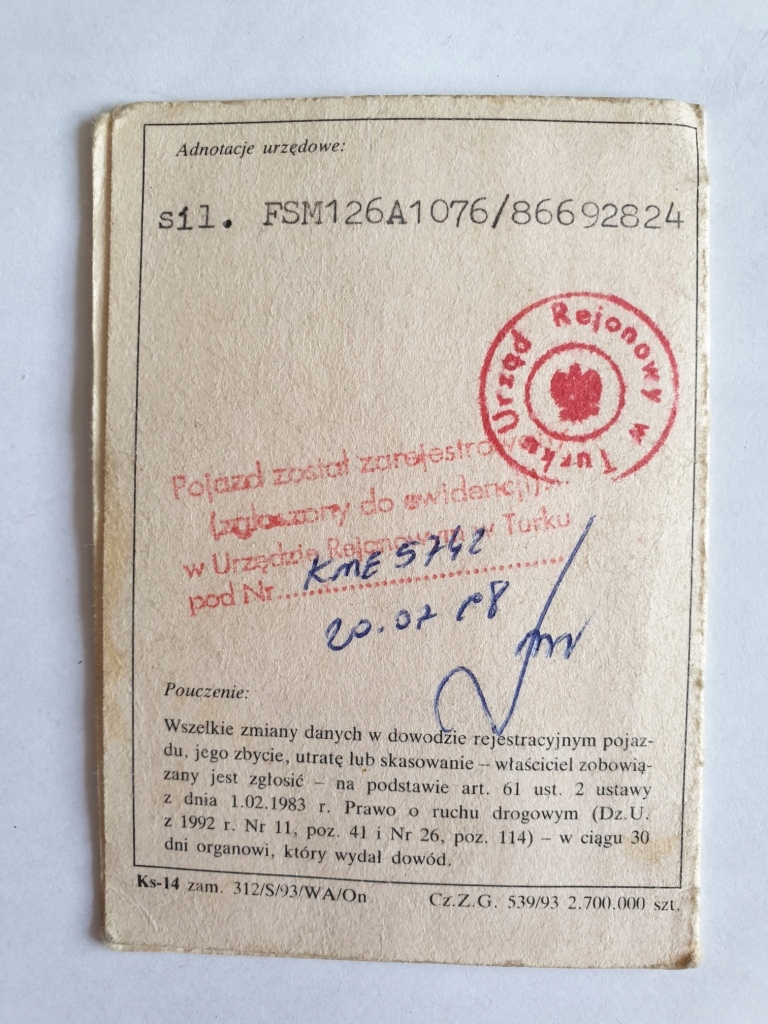 Adnotacje urzędowe:
sil. FSM126A1076/86692824
Urząd Rejonowy w Turku
Pojazd został zarejestrowany
(zgłoszony do ewidencji)...
w Urzędzie Rejonowym w Turku
pod Nr. KME 5742
20.07
Pouczenie:
Wszelkie zmiany danych w dowodzie rejestracyjnym pojaz-
du, jego zbycie, utratę lub skasowanie – właściciel zobowią-
zany jest zgłosić – na podstawie art. 61 ust. 2 ustawy
z dnia 1.02.1983 r. Prawo o ruchu drogowym (Dz.U.
z 1992 r. Nr 11, poz. 41 i Nr 26, poz. 114) – w ciągu 30
dni organowi, który wydał dowód.
Ks-14 zam. 312/S/93/WA/On Cz.Z.G. 539/93 2.700.000 szt.